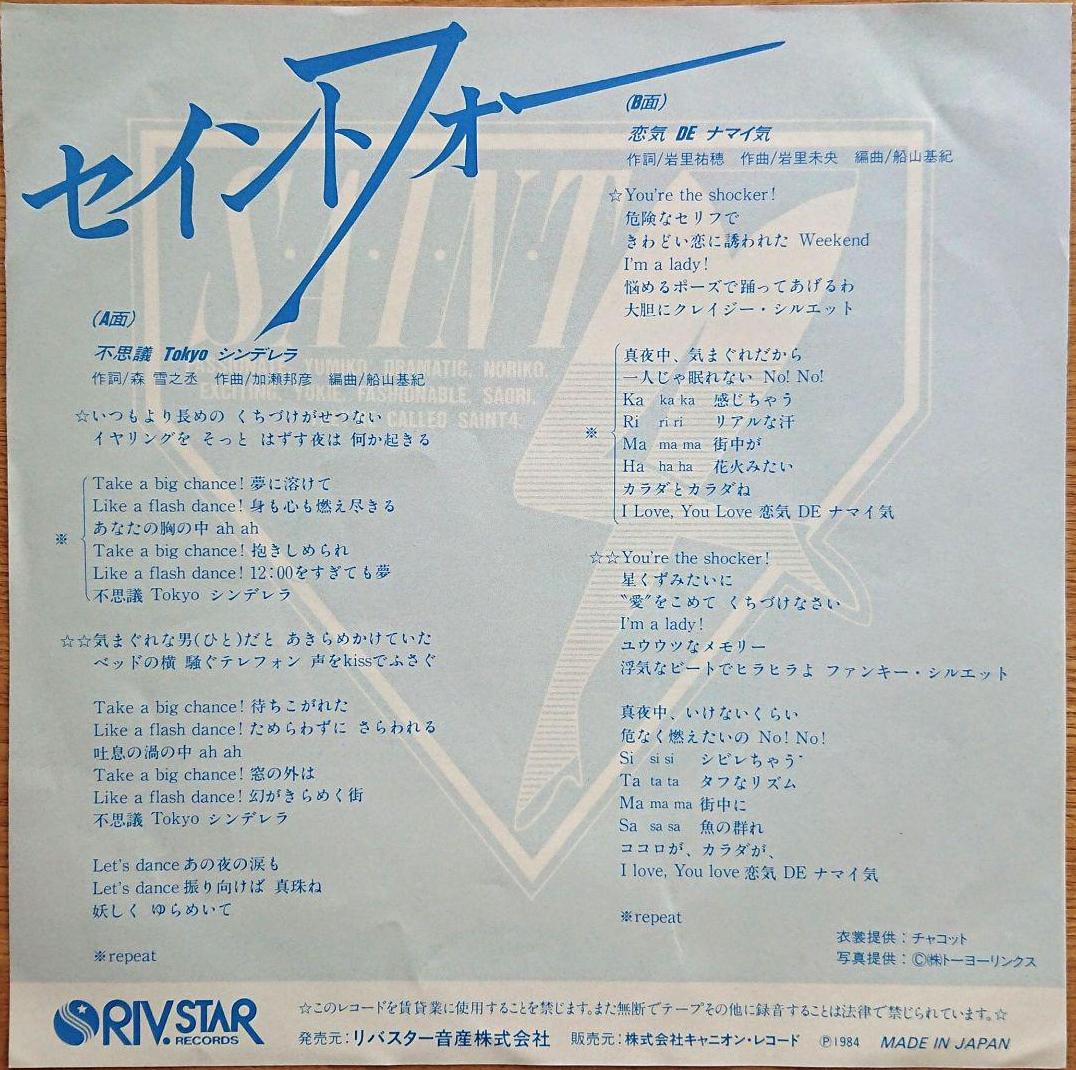 セイントフォー
(A面)
不思議 Tokyo シンデレラ
作詞/森 雪之丞 作曲/加瀬邦彦 編曲/船山基紀
☆いつもより長めの くちづけがせつない
イヤリングを そっと はずす夜は 何か起きる
※
Take a big chance! 夢に溶けて
Like a flash dance! 身も心も燃え尽きる
あなたの胸の中 ah ah
Take a big chance! 抱きしめられ
Like a flash dance! 12:00をすぎても夢
不思議 Tokyo シンデレラ
☆☆気まぐれな男(ひと)だと あきらめかけていた
ベッドの横 騒ぐテレフォン 声をkissでふさぐ
Take a big chance! 待ちこがれた
Like a flash dance! ためらわずに さらわれる
吐息の渦の中 ah ah
Take a big chance! 窓の外は
Like a flash dance! 幻がきらめく街
不思議 Tokyo シンデレラ
Let's dance あの夜の涙も
Let's dance 振り向けば 真珠ね
妖しく ゆらめいて
※repeat
(B面)
恋気 DE ナマイ気
作詞/岩里祐穂 作曲/岩里未央 編曲/船山基紀
☆You're the shocker!
危険なセリフで
きわどい恋に誘われた Weekend
I'm a lady!
悩めるポーズで踊ってあげるわ
大胆にクレイジー・シルエット
※
真夜中、気まぐれだから
一人じゃ眠れない No! No!
Ka ka ka 感じちゃう
Ri ri ri リアルな汗
Ma ma ma 街中が
Ha ha ha 花火みたい
カラダとカラダね
I Love, You Love 恋気 DE ナマイ気
☆☆You're the shocker!
星くずみたいに
〝愛″をこめて くちづけなさい
I'm a lady!
ユウウツなメモリー
浮気なビートでヒラヒラよ ファンキー・シルエット
真夜中、いけないくらい
危なく燃えたいの No! No!
Si si si シビレちゃう
Ta ta ta タフなリズム
Ma ma ma 街中に
Sa sa sa 魚の群れ
ココロが、カラダが、
I love, You love 恋気 DE ナマイ気
※repeat
衣裳提供:チャコット
写真提供:Ⓒ㈱トーヨーリンクス
SAINT4
YUMIKO, DRAMATIC, NORIKO,
EXCITING, YUKIE, FASHIONABLE, SAORI,
CALLED SAINT4.
RIV.STAR RECORDS
☆このレコードを賃貸業に使用することを禁じます。また無断でテープその他に録音することは法律で禁じられています。☆
発売元:リバスター音産株式会社 販売元:株式会社キャニオン・レコード Ⓟ1984 MADE IN JAPAN